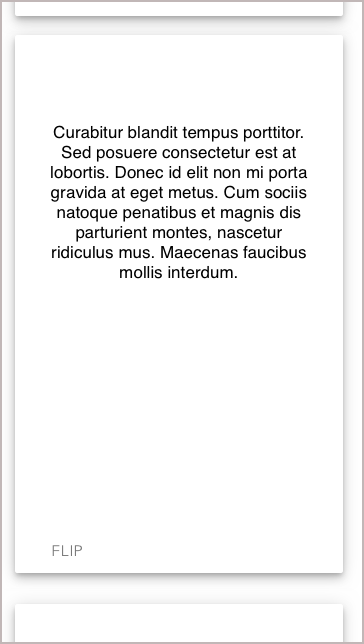 Curabitur blandit tempus porttitor.
Sed posuere consectetur est at
lobortis. Donec id elit non mi porta
gravida at eget metus. Cum sociis
natoque penatibus et magnis dis
parturient montes, nascetur
ridiculus mus. Maecenas faucibus
mollis interdum.
FLIP